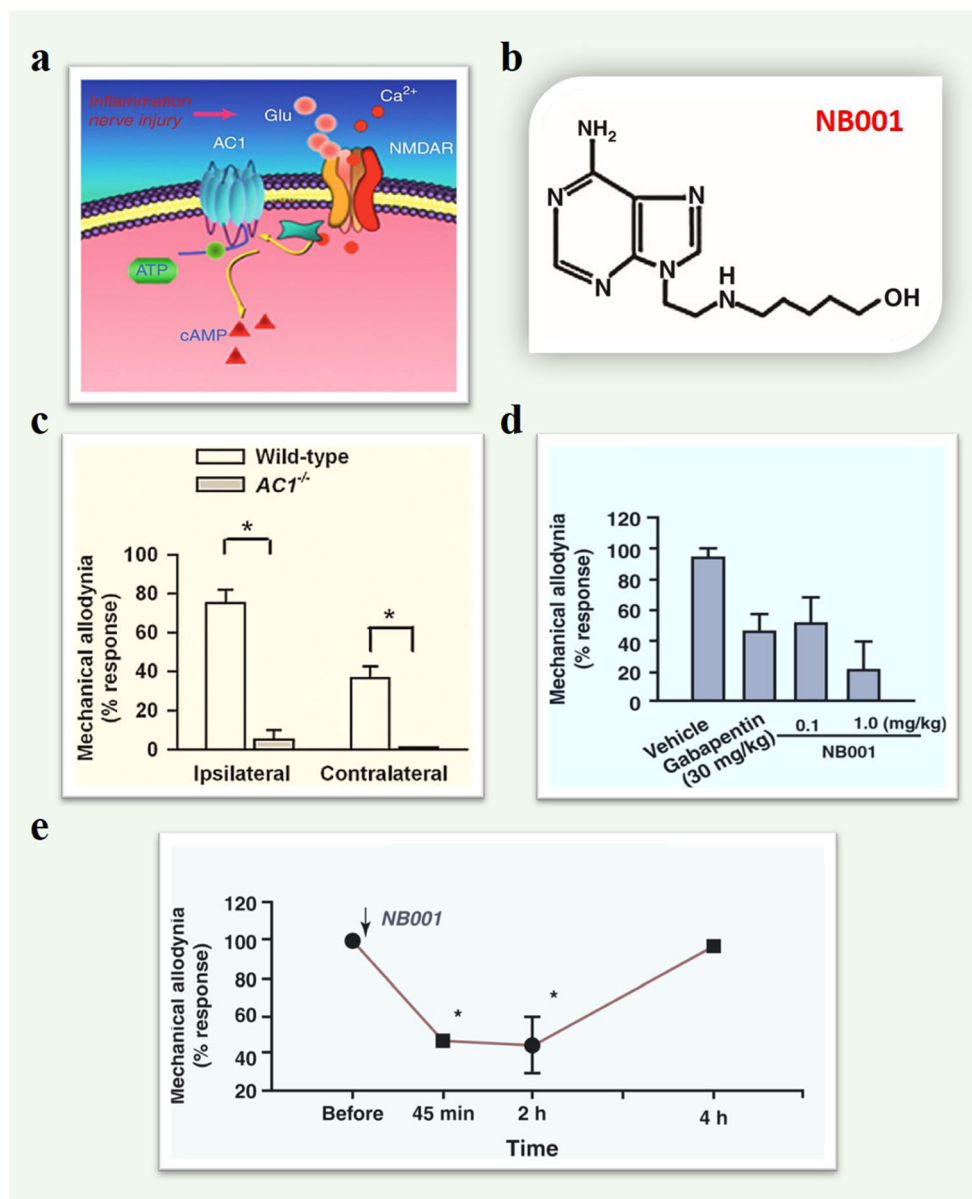 a
Inflammation
nerve injury
Glu
Ca2+
AC1
NMDAR
ATP
cAMP
b
NB001
NH2
N
N
N
N
H
N
OH
c
Wild-type
AC1-/-
Mechanical allodynia
(% response)
100
80
60
40
20
0
*
*
Ipsilateral
Contralateral
d
Mechanical allodynia
(% response)
120
100
80
60
40
20
0
Vehicle
Gabapentin
(30 mg/kg)
0.1
1.0 (mg/kg)
NB001
e
Mechanical allodynia
(% response)
120
100
80
60
40
20
NB001
*
*
Before
45 min
2 h
4 h
Time